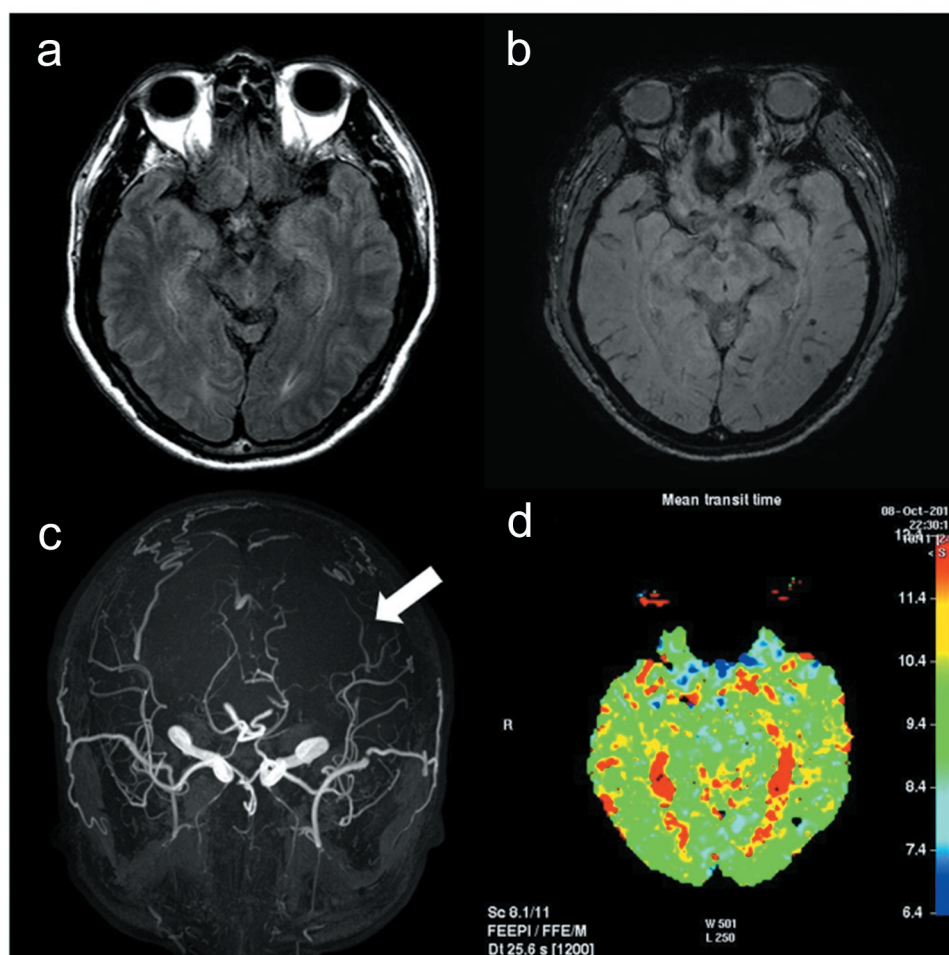 a
b
c
d
Mean transit time
08-Oct-201
22:30:1
< S
11.4
10.4
9.4
8.4
7.4
6.4
R
Sc 8.1/11
FEEPI / FFE/M
Dt 25.6 s [1200]
W 501
L 250